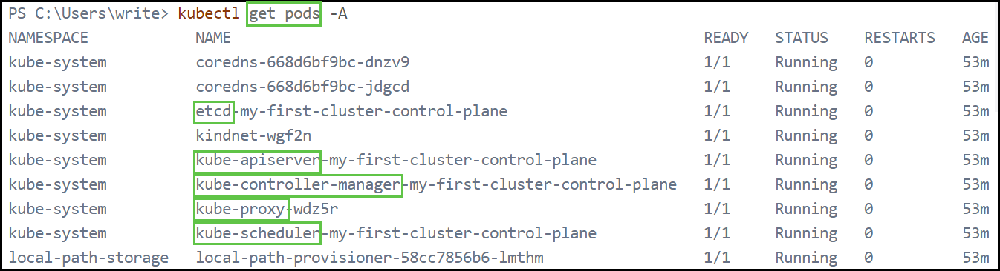 PS C:\Users\write> kubectl get pods -A
NAMESPACE NAME READY STATUS RESTARTS AGE
kube-system coredns-668d6bf9bc-dnzv9 1/1 Running 0 53m
kube-system coredns-668d6bf9bc-jdgcd 1/1 Running 0 53m
kube-system etcd-my-first-cluster-control-plane 1/1 Running 0 53m
kube-system kindnet-wgf2n 1/1 Running 0 53m
kube-system kube-apiserver-my-first-cluster-control-plane 1/1 Running 0 53m
kube-system kube-controller-manager-my-first-cluster-control-plane 1/1 Running 0 53m
kube-system kube-proxy-wdz5r 1/1 Running 0 53m
kube-system kube-scheduler-my-first-cluster-control-plane 1/1 Running 0 53m
local-path-storage local-path-provisioner-58cc7856b6-lmthm 1/1 Running 0 53m